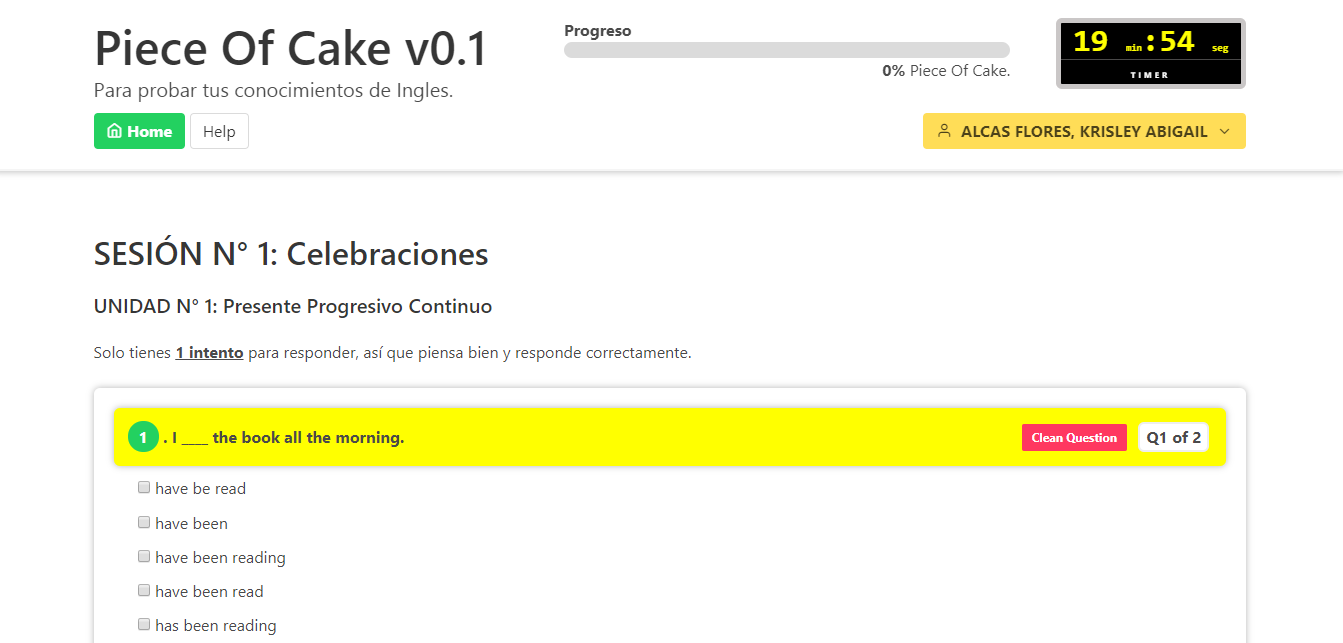 Piece Of Cake v0.1
Para probar tus conocimientos de Ingles.
Home Help
Progreso
0% Piece Of Cake.
19 min : 54 seg
TIMER
ALCAS FLORES, KRISLEY ABIGAIL
SESIÓN N° 1: Celebraciones
UNIDAD N° 1: Presente Progresivo Continuo
Solo tienes 1 intento para responder, así que piensa bien y responde correctamente.
1 . I ____ the book all the morning. Clean Question Q1 of 2
have be read
have been
have been reading
have been read
has been reading